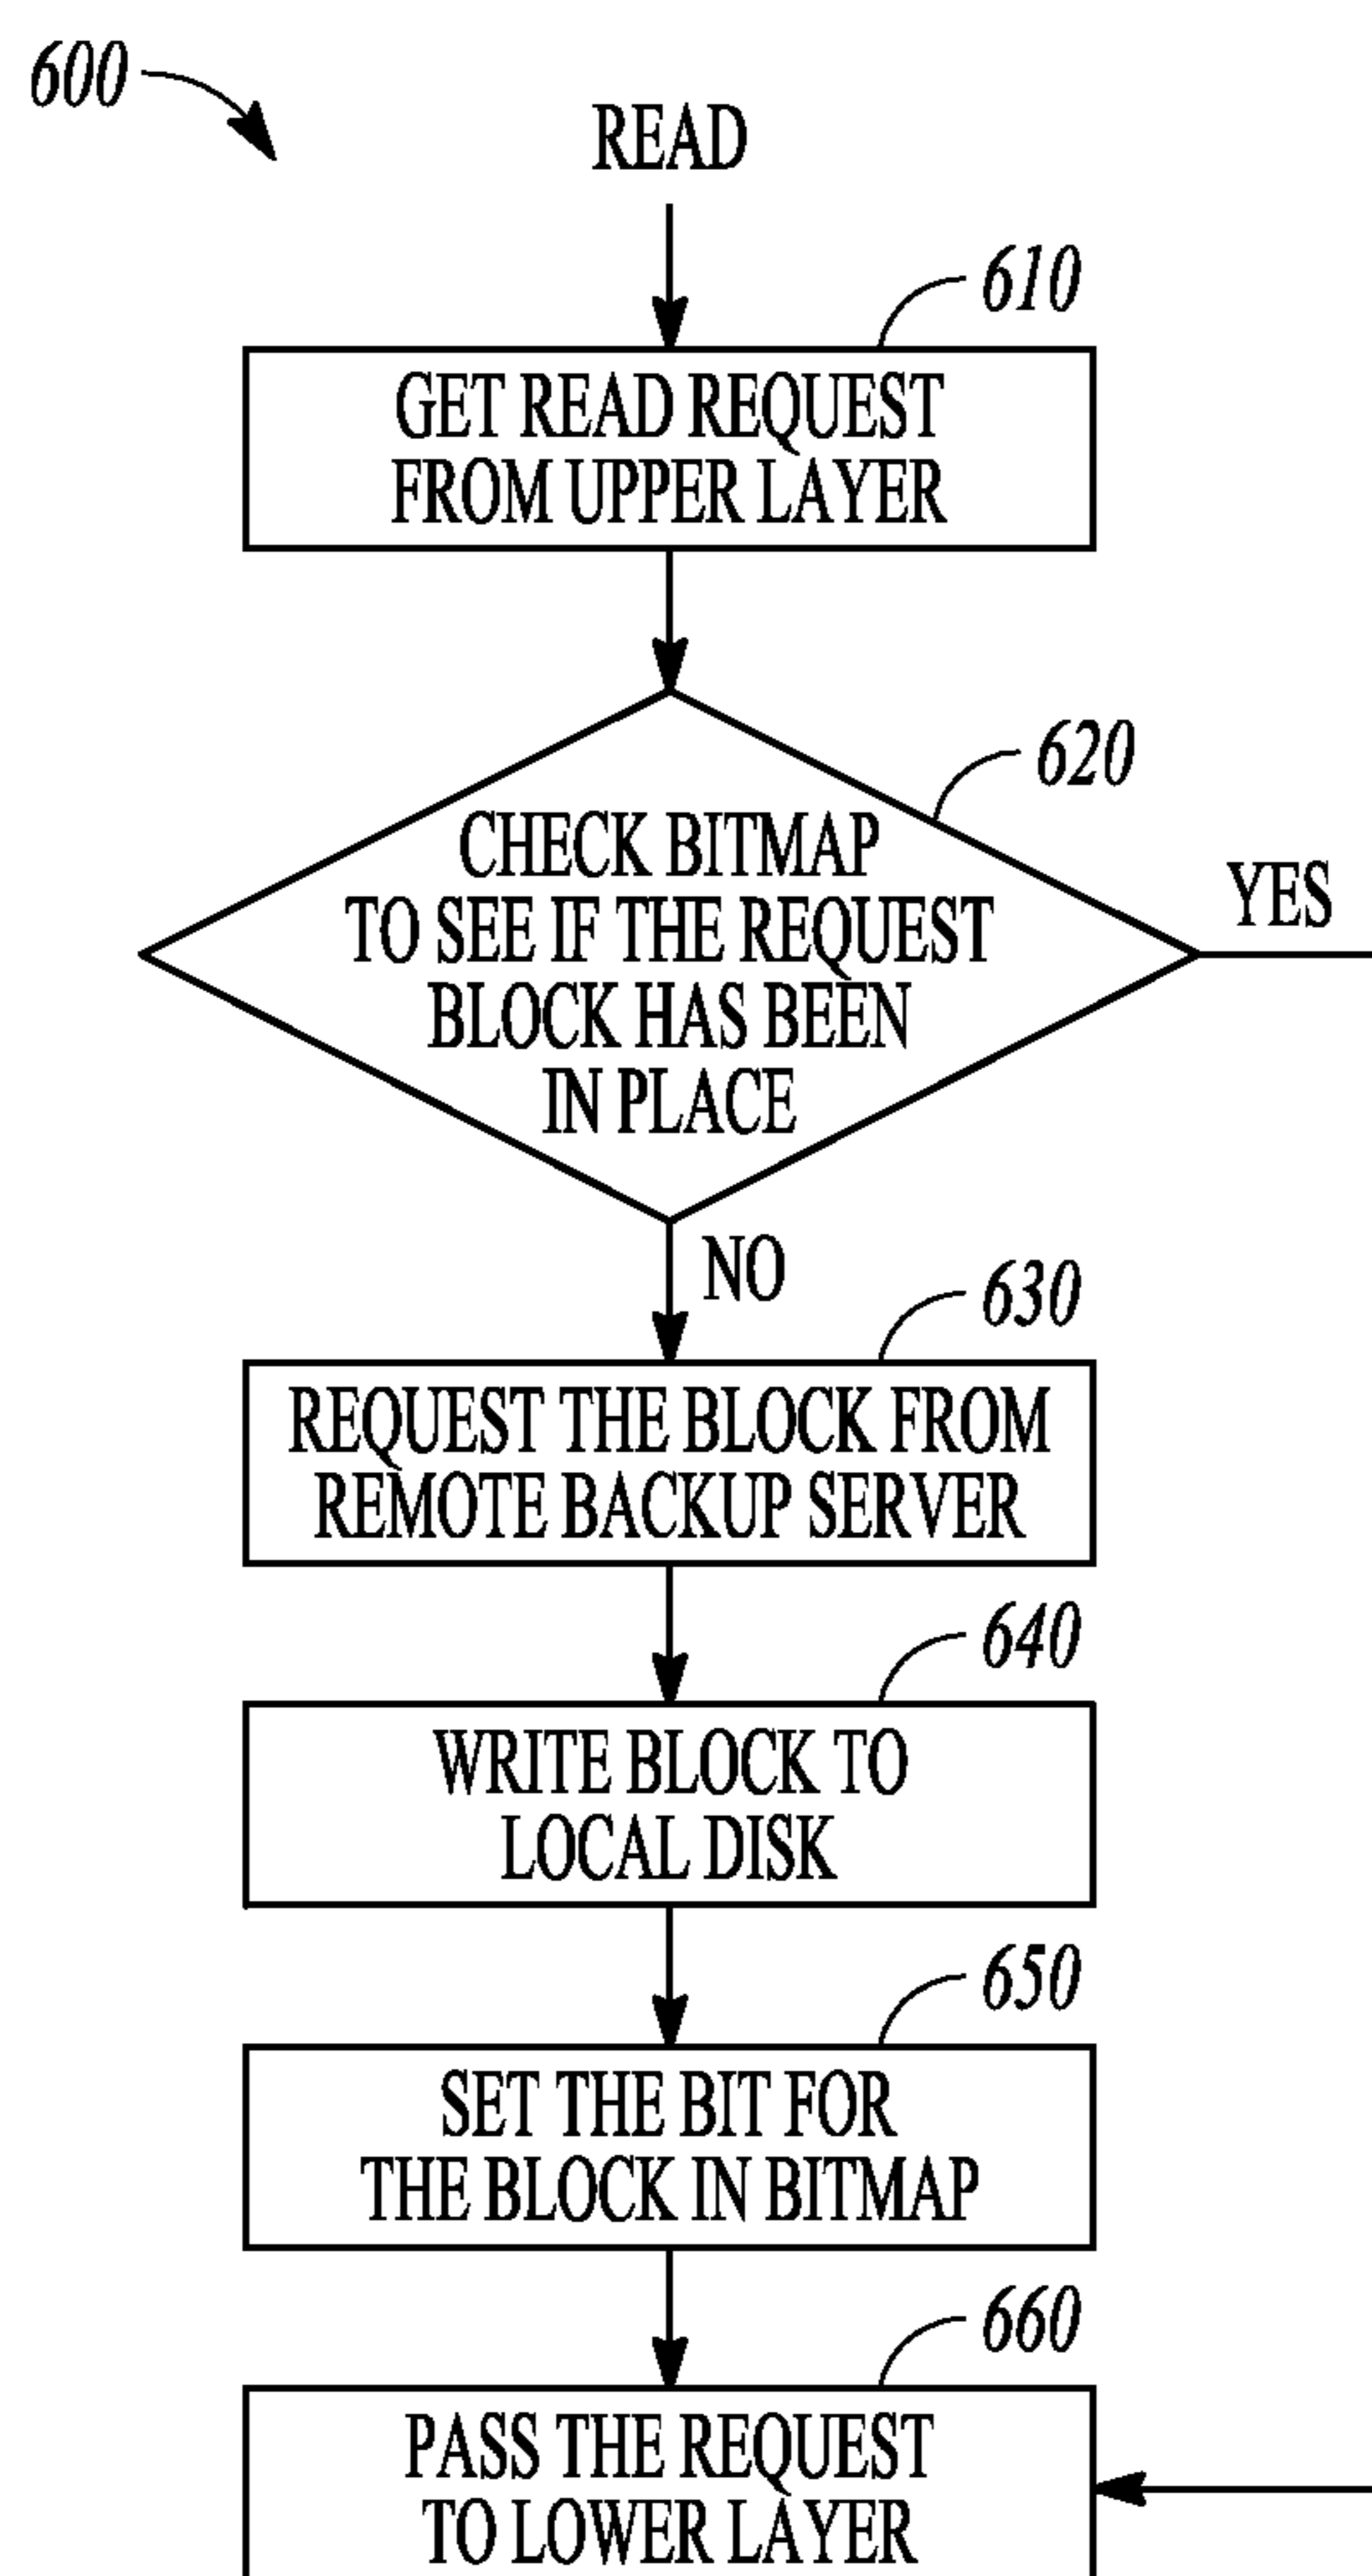 600
READ
610
GET READ REQUEST
FROM UPPER LAYER
620
CHECK BITMAP
TO SEE IF THE REQUEST
BLOCK HAS BEEN
IN PLACE
YES
NO
630
REQUEST THE BLOCK FROM
REMOTE BACKUP SERVER
640
WRITE BLOCK TO
LOCAL DISK
650
SET THE BIT FOR
THE BLOCK IN BITMAP
660
PASS THE REQUEST
TO LOWER LAYER